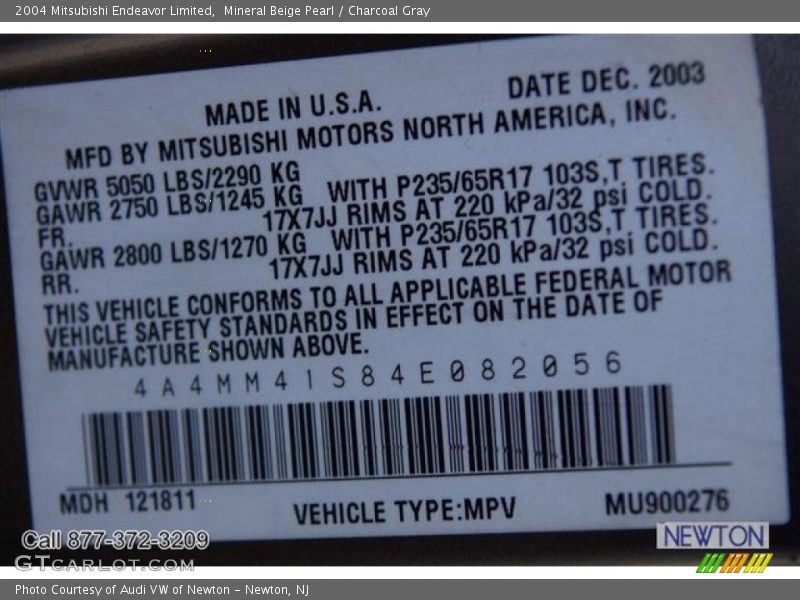 2004 Mitsubishi Endeavor Limited,  Mineral Beige Pearl / Charcoal Gray
MADE IN U.S.A.
DATE DEC. 2003
MFD BY MITSUBISHI MOTORS NORTH AMERICA, INC.
GVWR 5050 LBS/2290 KG
GAWR 2750 LBS/1245 KG WITH P235/65R17 103S,T TIRES.
FR. 17X7JJ RIMS AT 220 kPa/32 psi COLD.
GAWR 2800 LBS/1270 KG WITH P235/65R17 103S,T TIRES.
RR. 17X7JJ RIMS AT 220 kPa/32 psi COLD.
THIS VEHICLE CONFORMS TO ALL APPLICABLE FEDERAL MOTOR
VEHICLE SAFETY STANDARDS IN EFFECT ON THE DATE OF
MANUFACTURE SHOWN ABOVE.
4A4MM41S84E082056
MDH 121811
VEHICLE TYPE:MPV
MU900276
Call 877-372-3209
GTCARLOT.COM
NEWTON
Photo Courtesy of Audi VW of Newton - Newton, NJ